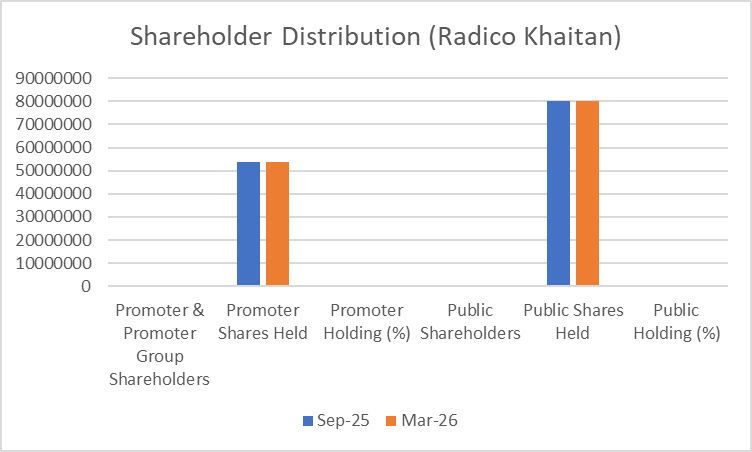 Shareholder Distribution (Radico Khaitan)
90000000
80000000
70000000
60000000
50000000
40000000
30000000
20000000
10000000
0
Promoter &
Promoter
Group
Shareholders
Promoter
Shares Held
Promoter
Holding (%)
Public
Shareholders
Public Shares
Held
Public
Holding (%)
Sep-25
Mar-26